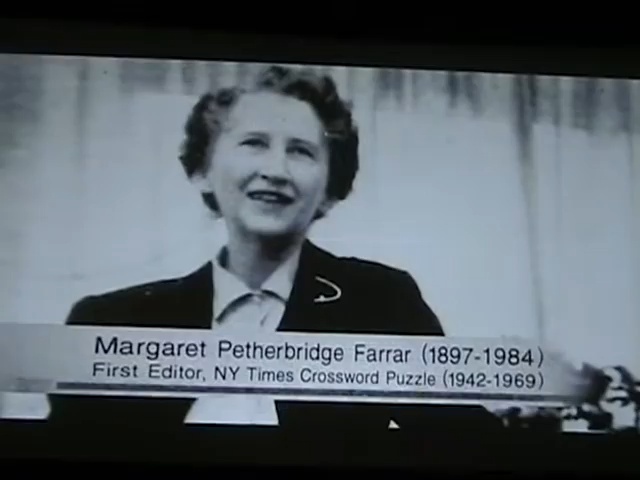 Margaret Petherbridge Farrar (1897-1984)
First Editor, NY Times Crossword Puzzle (1942-1969)